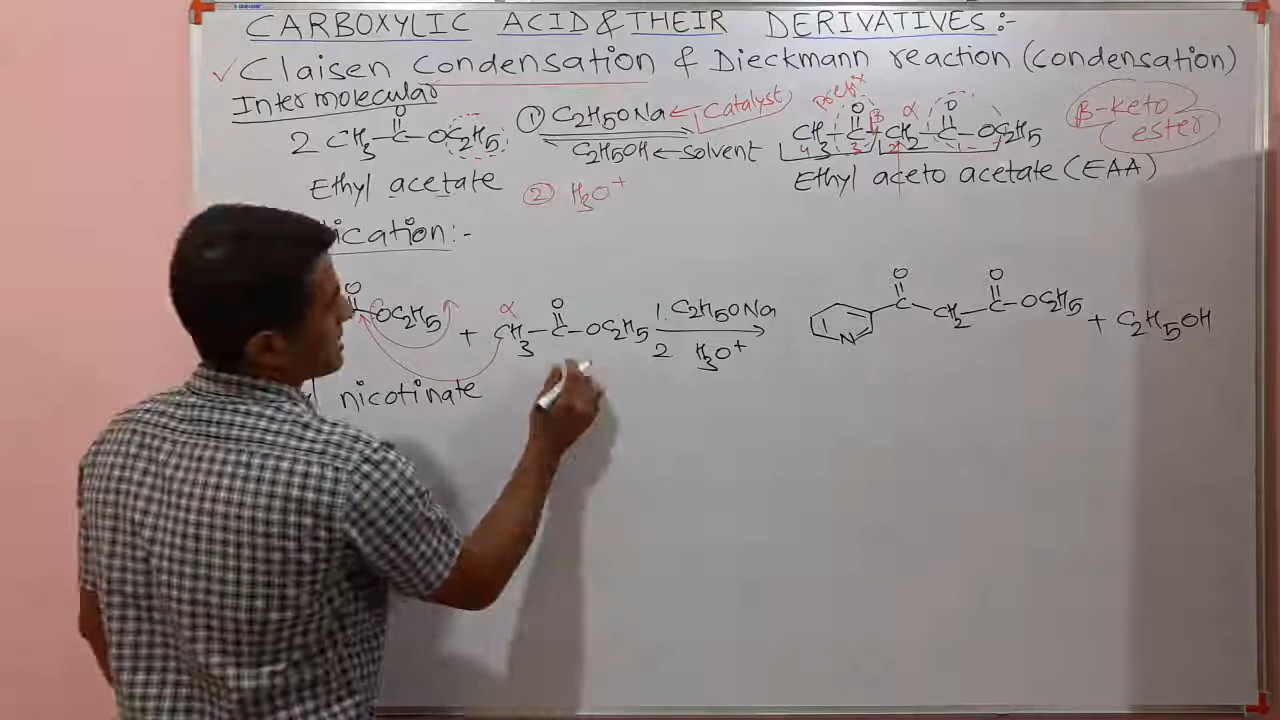 CARBOXYLIC ACID & THEIR DERIVATIVES:-
✓ Claisen condensation & Dieckmann reaction (condensation)
Intermolecular
2 CH3-C(=O)-OC2H5 ① C2H5ONa ← Catalyst CH3-C(=O)-CH2-C(=O)-OC2H5 β-keto ester
C2H5OH ← solvent 4 3 2 1 β α
Ethyl acetate ② H3O+ Ethyl aceto acetate (EAA)
ication:-
O OC2H5 + α CH3-C(=O)-OC2H5 1. C2H5ONa C(=O)-CH2-C(=O)-OC2H5 + C2H5OH
2 H3O+ N
nicotinate